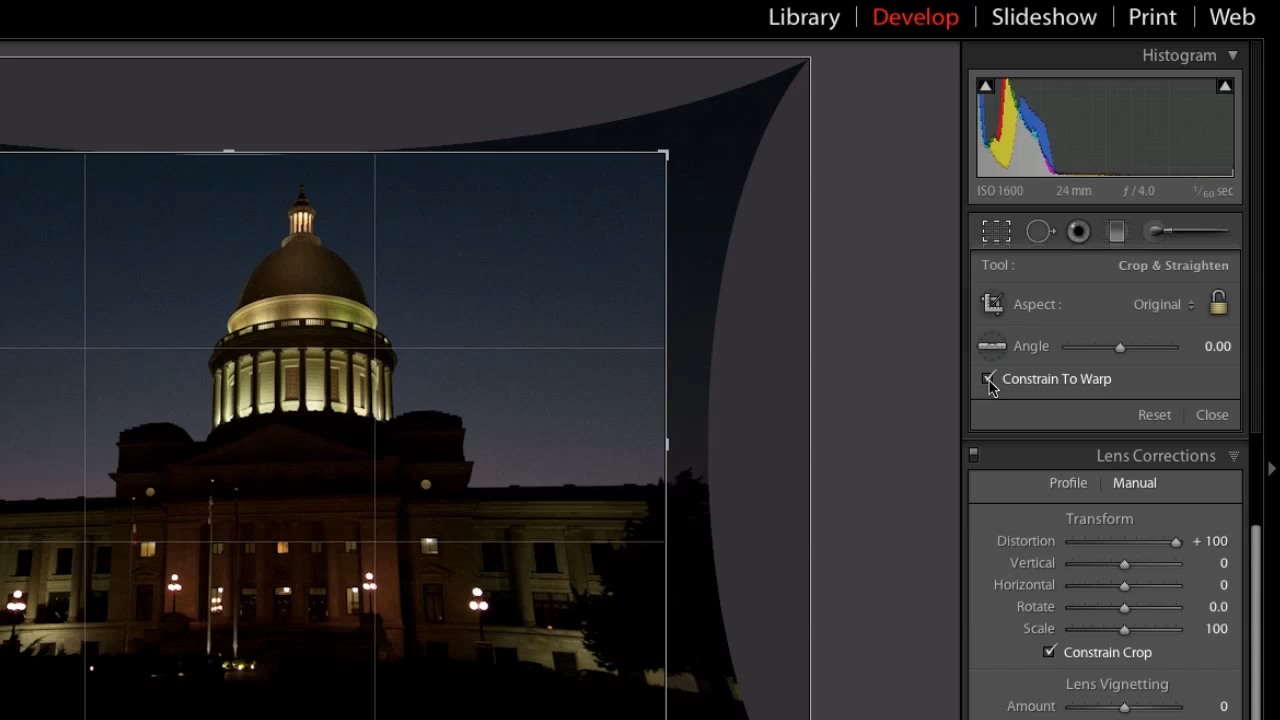 Library | Develop | Slideshow | Print | Web
Histogram
ISO 1600 24 mm ƒ / 4.0 1/60 sec
Tool : Crop & Straighten
Aspect : Original
Angle 0.00
Constrain To Warp
Reset Close
Lens Corrections
Profile | Manual
Transform
Distortion + 100
Vertical 0
Horizontal 0
Rotate 0.0
Scale 100
Constrain Crop
Lens Vignetting
Amount 0